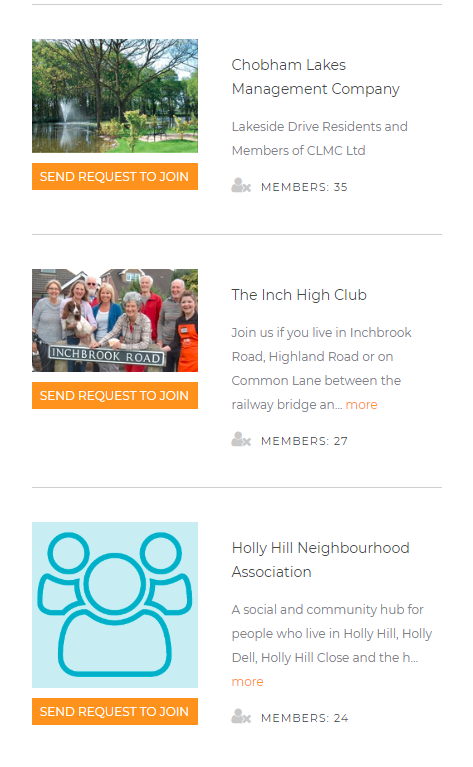 Chobham Lakes
Management Company
Lakeside Drive Residents and
Members of CLMC Ltd
SEND REQUEST TO JOIN
MEMBERS: 35
The Inch High Club
Join us if you live in Inchbrook
Road, Highland Road or on
Common Lane between the
railway bridge an... more
INCHBROOK ROAD
SEND REQUEST TO JOIN
MEMBERS: 27
Holly Hill Neighbourhood
Association
A social and community hub for
people who live in Holly Hill, Holly
Dell, Holly Hill Close and the h...
more
SEND REQUEST TO JOIN
MEMBERS: 24